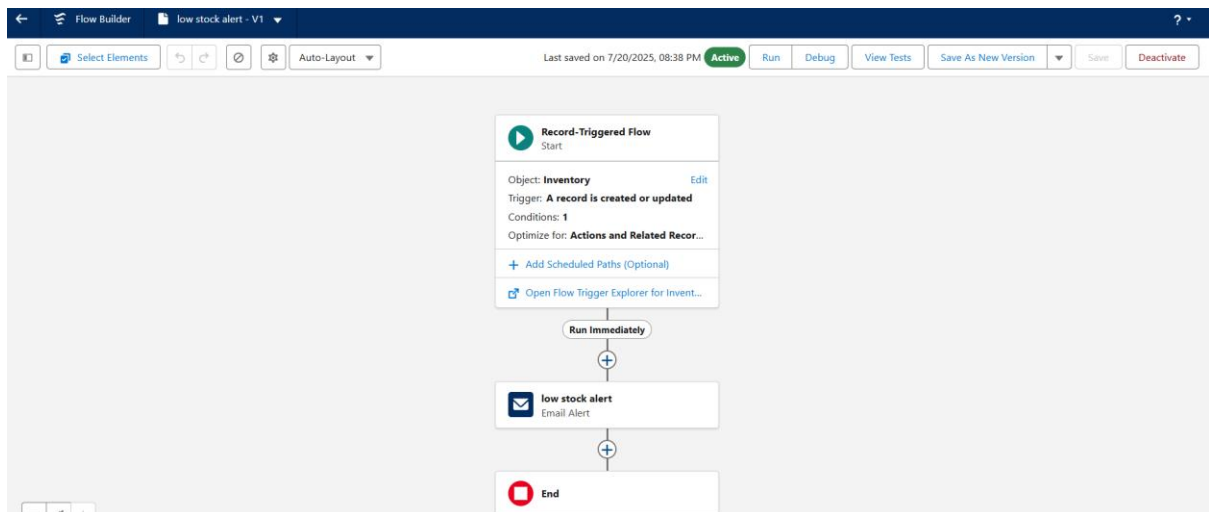 Flow Builder
low stock alert - V1
?
Select Elements
Auto-Layout
Last saved on 7/20/2025, 08:38 PM
Active
Run
Debug
View Tests
Save As New Version
Save
Deactivate
Record-Triggered Flow
Start
Object: Inventory
Edit
Trigger: A record is created or updated
Conditions: 1
Optimize for: Actions and Related Recor...
+ Add Scheduled Paths (Optional)
Open Flow Trigger Explorer for Invent...
Run Immediately
low stock alert
Email Alert
End